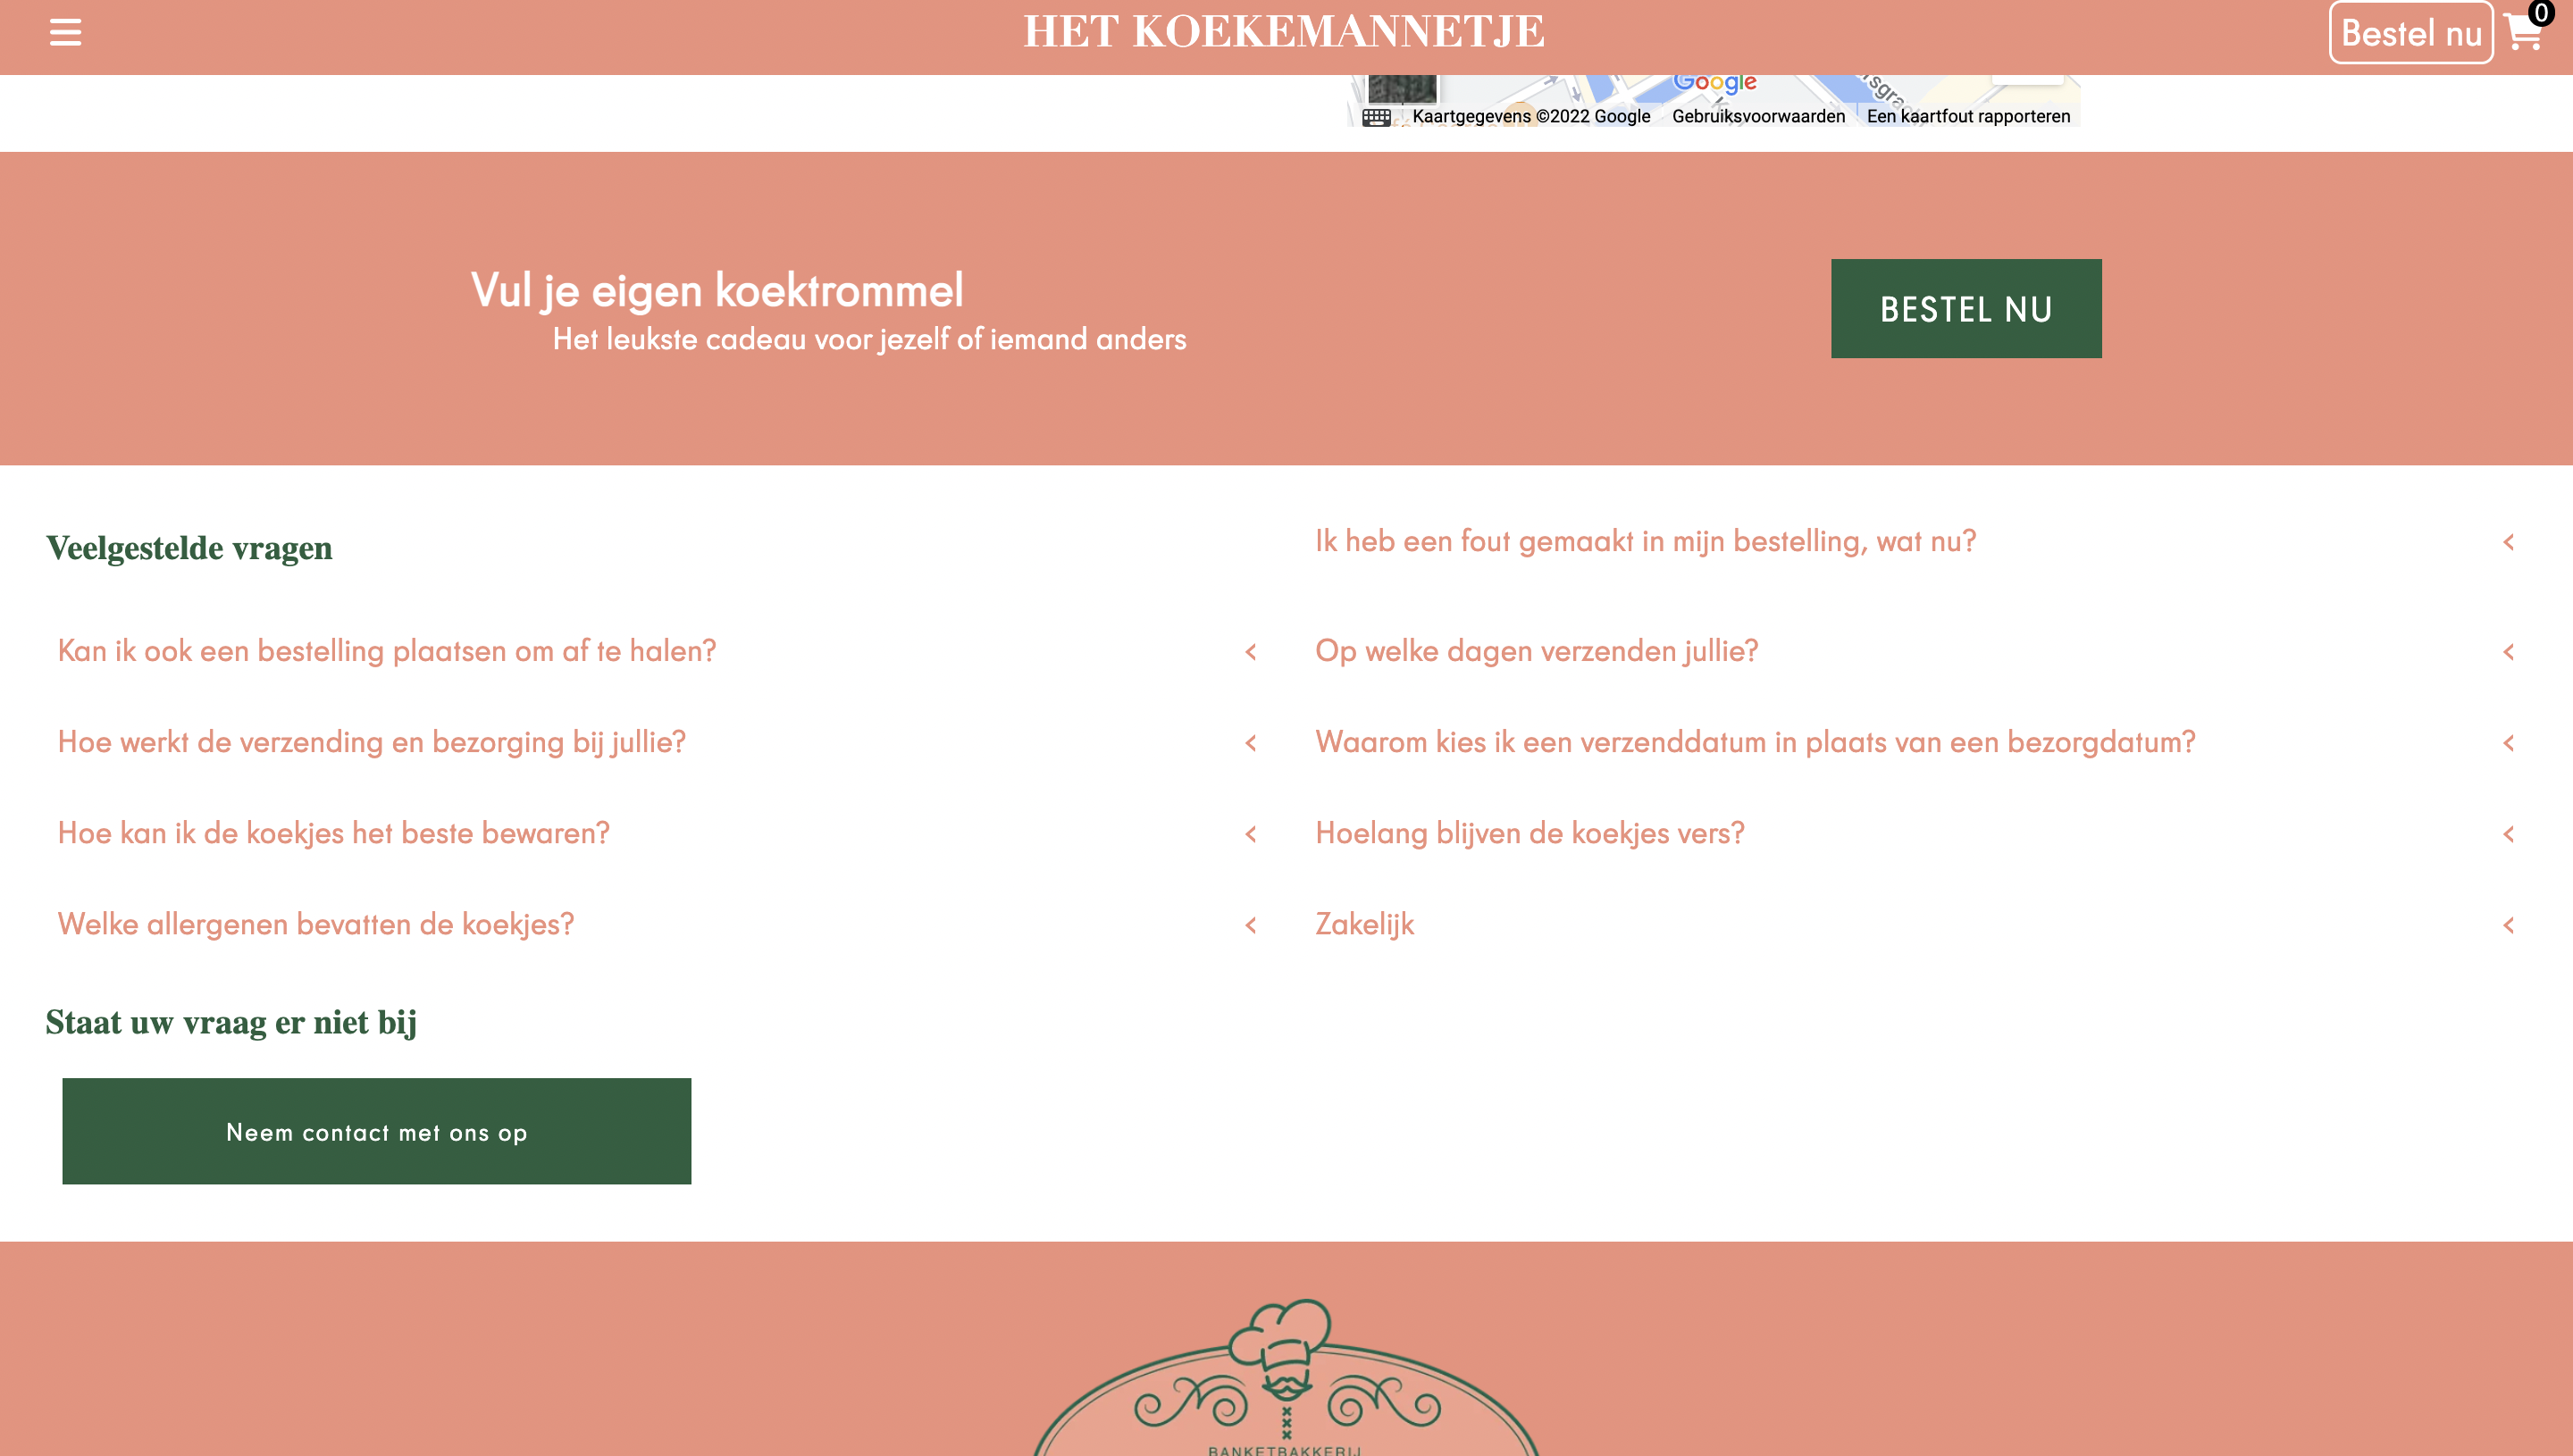 HET KOEKEMANNETJE
Bestel nu
0
Google
Kaartgegevens ©2022 Google
Gebruiksvoorwaarden
Een kaartfout rapporteren
Vul je eigen koektrommel
Het leukste cadeau voor jezelf of iemand anders
BESTEL NU
Veelgestelde vragen
Kan ik ook een bestelling plaatsen om af te halen?
Hoe werkt de verzending en bezorging bij jullie?
Hoe kan ik de koekjes het beste bewaren?
Welke allergenen bevatten de koekjes?
Ik heb een fout gemaakt in mijn bestelling, wat nu?
Op welke dagen verzenden jullie?
Waarom kies ik een verzenddatum in plaats van een bezorgdatum?
Hoelang blijven de koekjes vers?
Zakelijk
Staat uw vraag er niet bij
Neem contact met ons op
BANKETBAKKERIJ